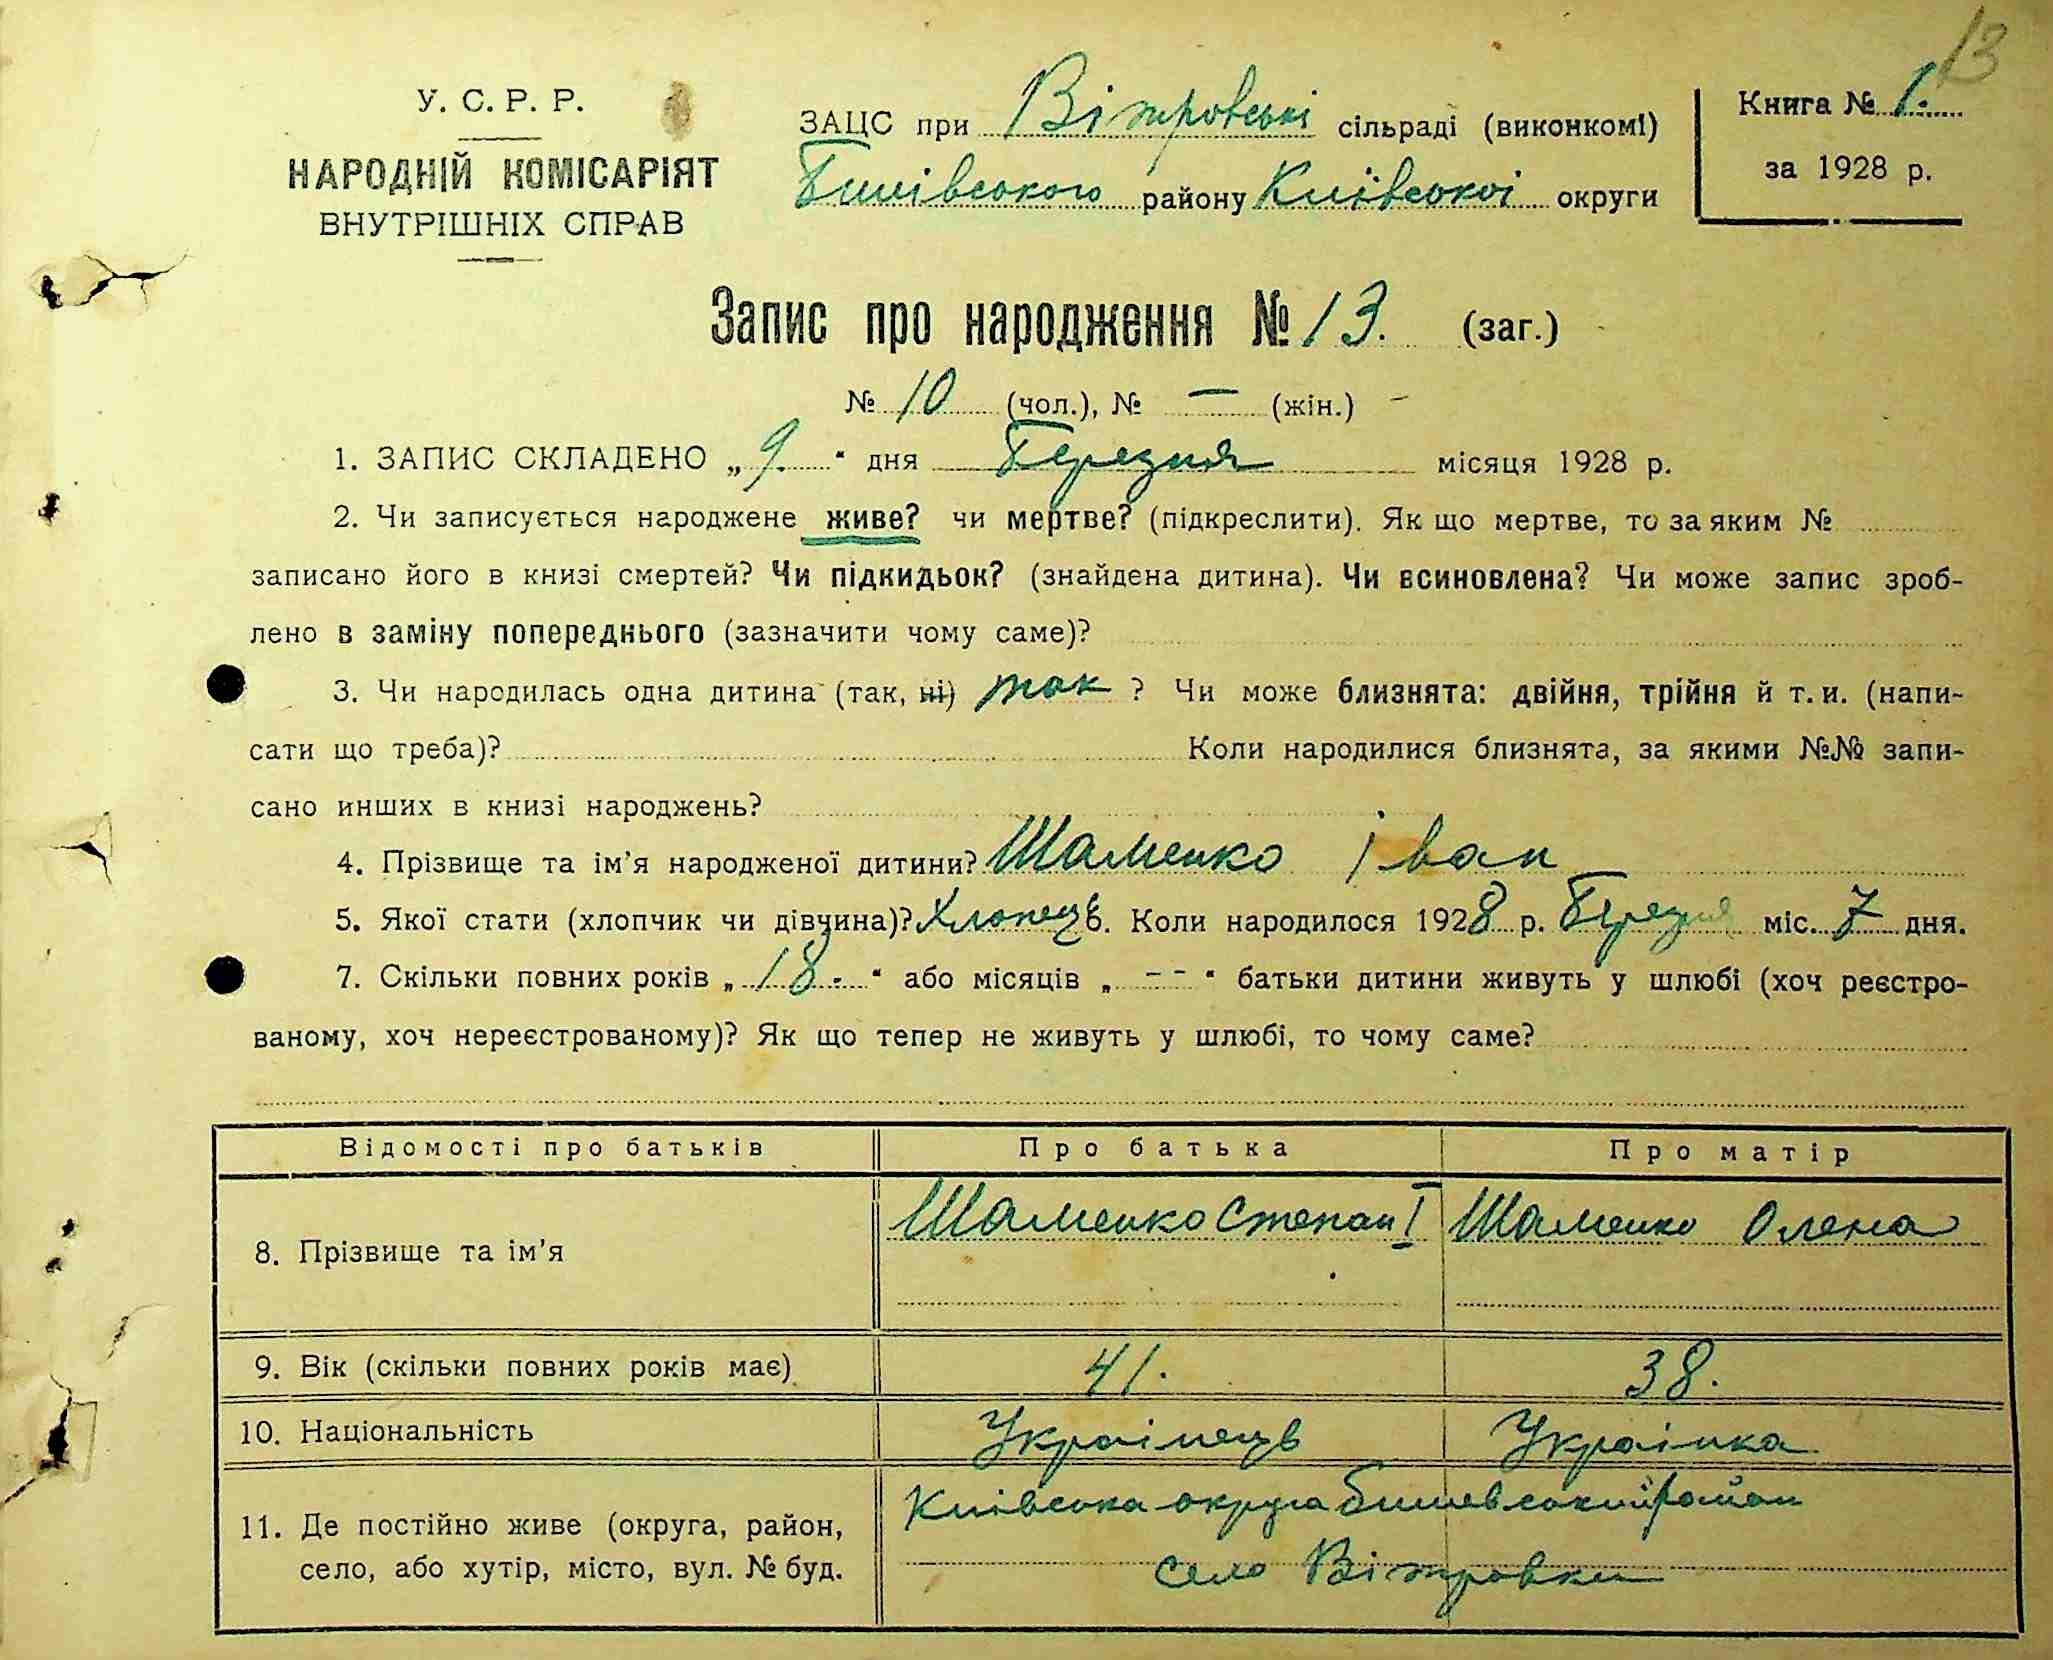 13
У. С. Р. Р.
НАРОДНІЙ КОМІСАРІЯТ
ВНУТРІШНІХ СПРАВ
ЗАЦС при Вітровські сільраді (виконкомі)
Бишівського району Київської округи
Книга № 1.
за 1928 р.
Запис про народження № 13. (заг.)
№ 10 (чол.), № — (жін.)
1. ЗАПИС СКЛАДЕНО „ 9. “ дня Березня місяця 1928 р.
2. Чи записується народжене живе? чи мертве? (підкреслити). Як що мертве, то за яким №
записано його в книзі смертей? Чи підкидьок? (знайдена дитина). Чи всиновлена? Чи може запис зроб-
лено в заміну попереднього (зазначити чому саме)?
3. Чи народилась одна дитина (так, ні) так ? Чи може близнята: двійня, трійня й т. и. (напи-
сати що треба)? Коли народилися близнята, за якими №№ запи-
сано инших в книзі народжень?
4. Прізвище та ім’я народженої дитини? Шаменко Іван
5. Якої стати (хлопчик чи дівчина)? Хлопець 6. Коли народилося 1928 р. Березня міс. 7 дня.
7. Скільки повних років „ 18. “ або місяців „ - - “ батьки дитини живуть у шлюбі (хоч реєстро-
ваному, хоч нереєстрованому)? Як що тепер не живуть у шлюбі, то чому саме?
Відомості про батьків Про батька Про матір
8. Прізвище та ім’я Шаменко Степан I Шаменко Олена
9. Вік (скільки повних років має) 41. 38.
10. Національність Украінець Украінка
11. Де постійно живе (округа, район, Київська округа Бишевський район
село, або хутір, місто, вул. № буд. село Вітровки